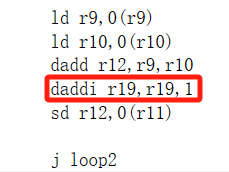 ld r9,0(r9)
ld r10,0(r10)
dadd r12,r9,r10
daddi r19,r19,1
sd r12,0(r11)
j loop2